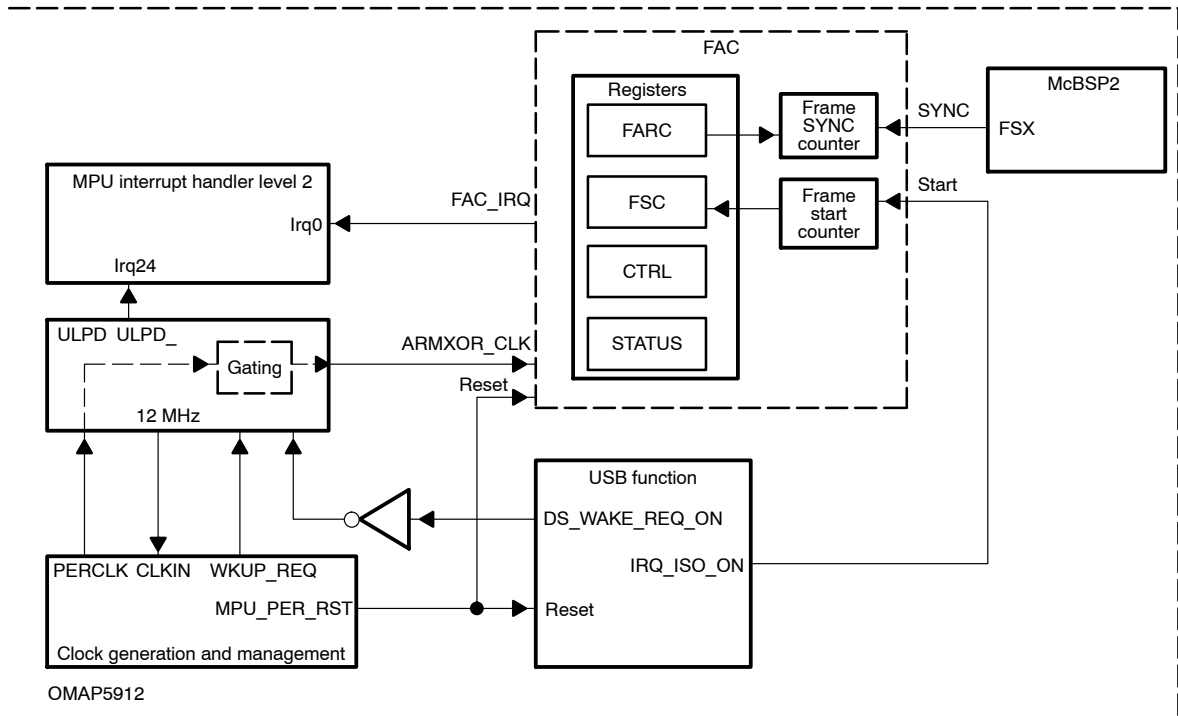 FAC
Registers
FARC
FSC
CTRL
STATUS
Frame
SYNC
counter
Frame
start
counter
SYNC
Start
McBSP2
FSX
MPU interrupt handler level 2
Irq0
Irq24
FAC_IRQ
ULPD ULPD_
Gating
12 MHz
ARMXOR_CLK
Reset
USB function
DS_WAKE_REQ_ON
IRQ_ISO_ON
Reset
PERCLK CLKIN WKUP_REQ
MPU_PER_RST
Clock generation and management
OMAP5912